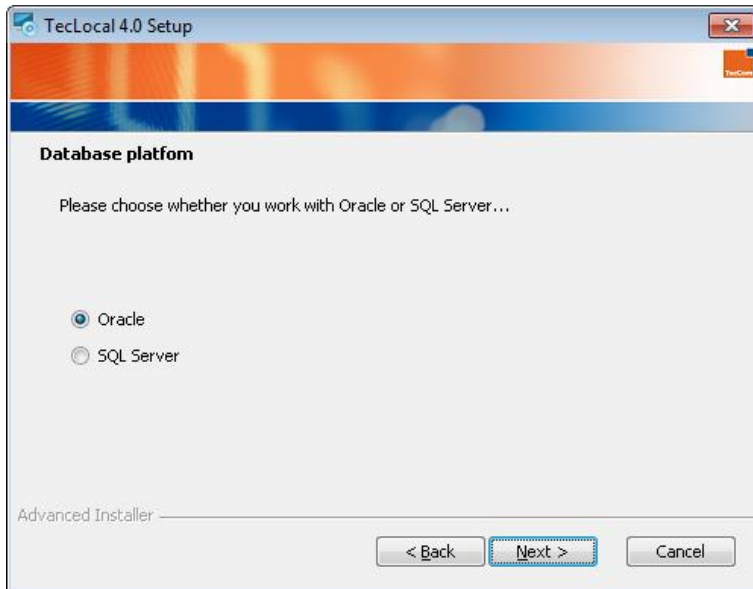 TecLocal 4.0 Setup
TecCom
Database platfom
Please choose whether you work with Oracle or SQL Server...
Oracle
SQL Server
Advanced Installer
< Back
Next >
Cancel